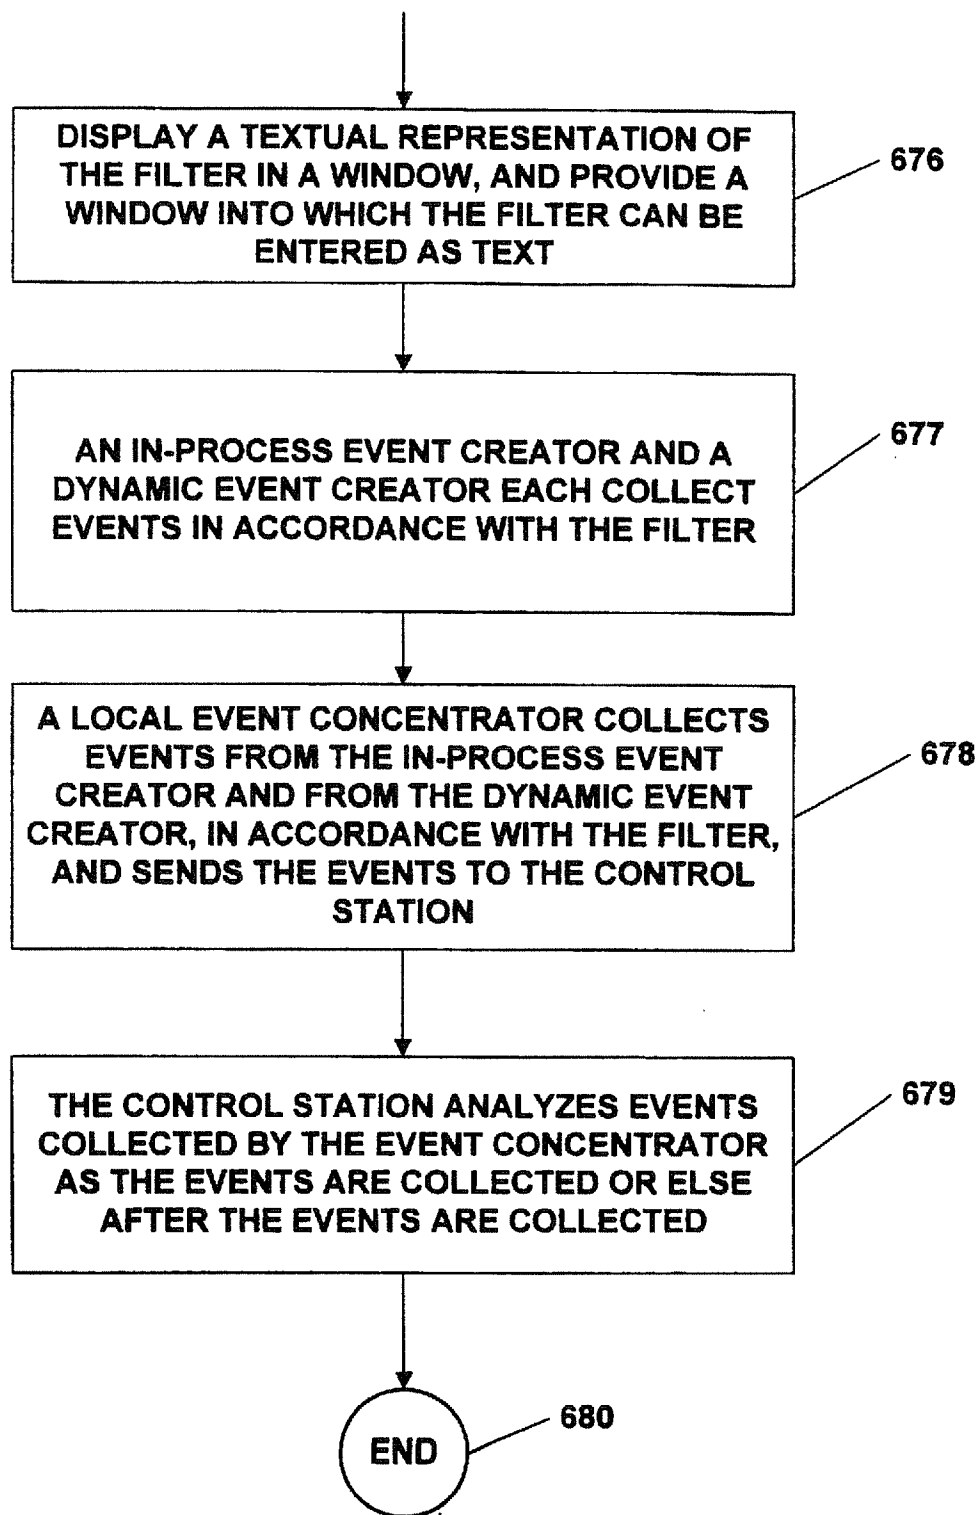 DISPLAY A TEXTUAL REPRESENTATION OF
THE FILTER IN A WINDOW, AND PROVIDE A
WINDOW INTO WHICH THE FILTER CAN BE
ENTERED AS TEXT
676
AN IN-PROCESS EVENT CREATOR AND A
DYNAMIC EVENT CREATOR EACH COLLECT
EVENTS IN ACCORDANCE WITH THE FILTER
677
A LOCAL EVENT CONCENTRATOR COLLECTS
EVENTS FROM THE IN-PROCESS EVENT
CREATOR AND FROM THE DYNAMIC EVENT
CREATOR, IN ACCORDANCE WITH THE FILTER,
AND SENDS THE EVENTS TO THE CONTROL
STATION
678
THE CONTROL STATION ANALYZES EVENTS
COLLECTED BY THE EVENT CONCENTRATOR
AS THE EVENTS ARE COLLECTED OR ELSE
AFTER THE EVENTS ARE COLLECTED
679
END
680